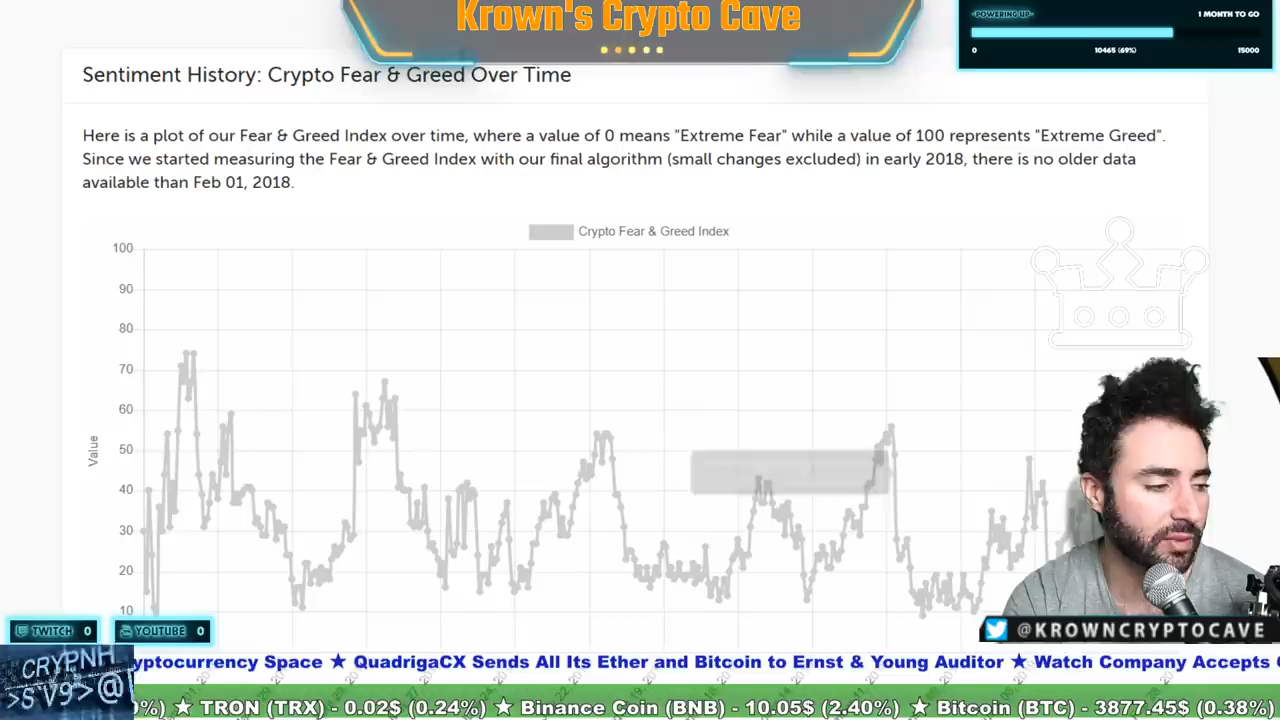 Krown's Crypto Cave
-POWERING UP-
1 MONTH TO GO
0
10465 (69%)
15000
Sentiment History: Crypto Fear & Greed Over Time
Here is a plot of our Fear & Greed Index over time, where a value of 0 means "Extreme Fear" while a value of 100 represents "Extreme Greed".
Since we started measuring the Fear & Greed Index with our final algorithm (small changes excluded) in early 2018, there is no older data
available than Feb 01, 2018.
Crypto Fear & Greed Index
100
90
80
70
60
50
40
30
20
10
Value
TWITCH 0
YOUTUBE 0
@KROWNCRYPTOCAVE
yptocurrency Space ★ QuadrigaCX Sends All Its Ether and Bitcoin to Ernst & Young Auditor ★ Watch Company Accepts
CRYPNH
>S V9>@
%) ★ TRON (TRX) - 0.02$ (0.24%) ★ Binance Coin (BNB) - 10.05$ (2.40%) ★ Bitcoin (BTC) - 3877.45$ (0.38%)